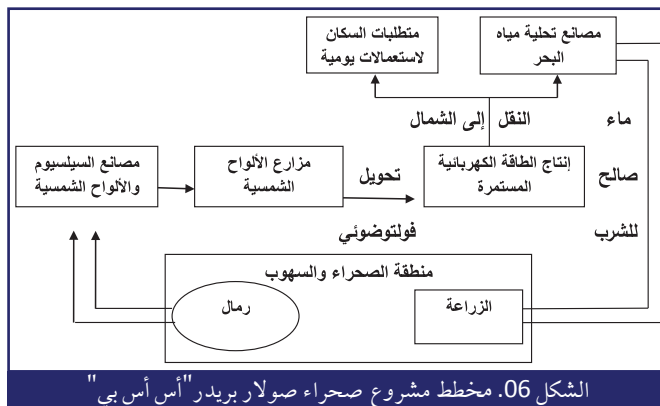 مصانع تحلية مياه
البحر
متطلبات السكان
لاستعمالات يومية
النقل إلى الشمال
ماء
صالح
للشرب
إنتاج الطاقة الكهربائية
المستمرة
تحويل
فولتوضوئي
مزارع الألواح
الشمسية
مصانع السيلسيوم
والألواح الشمسية
منطقة الصحراء والسهوب
الزراعة
رمال
الشكل 06. مخطط مشروع صحراء صولار بريدر"أس أس بي"